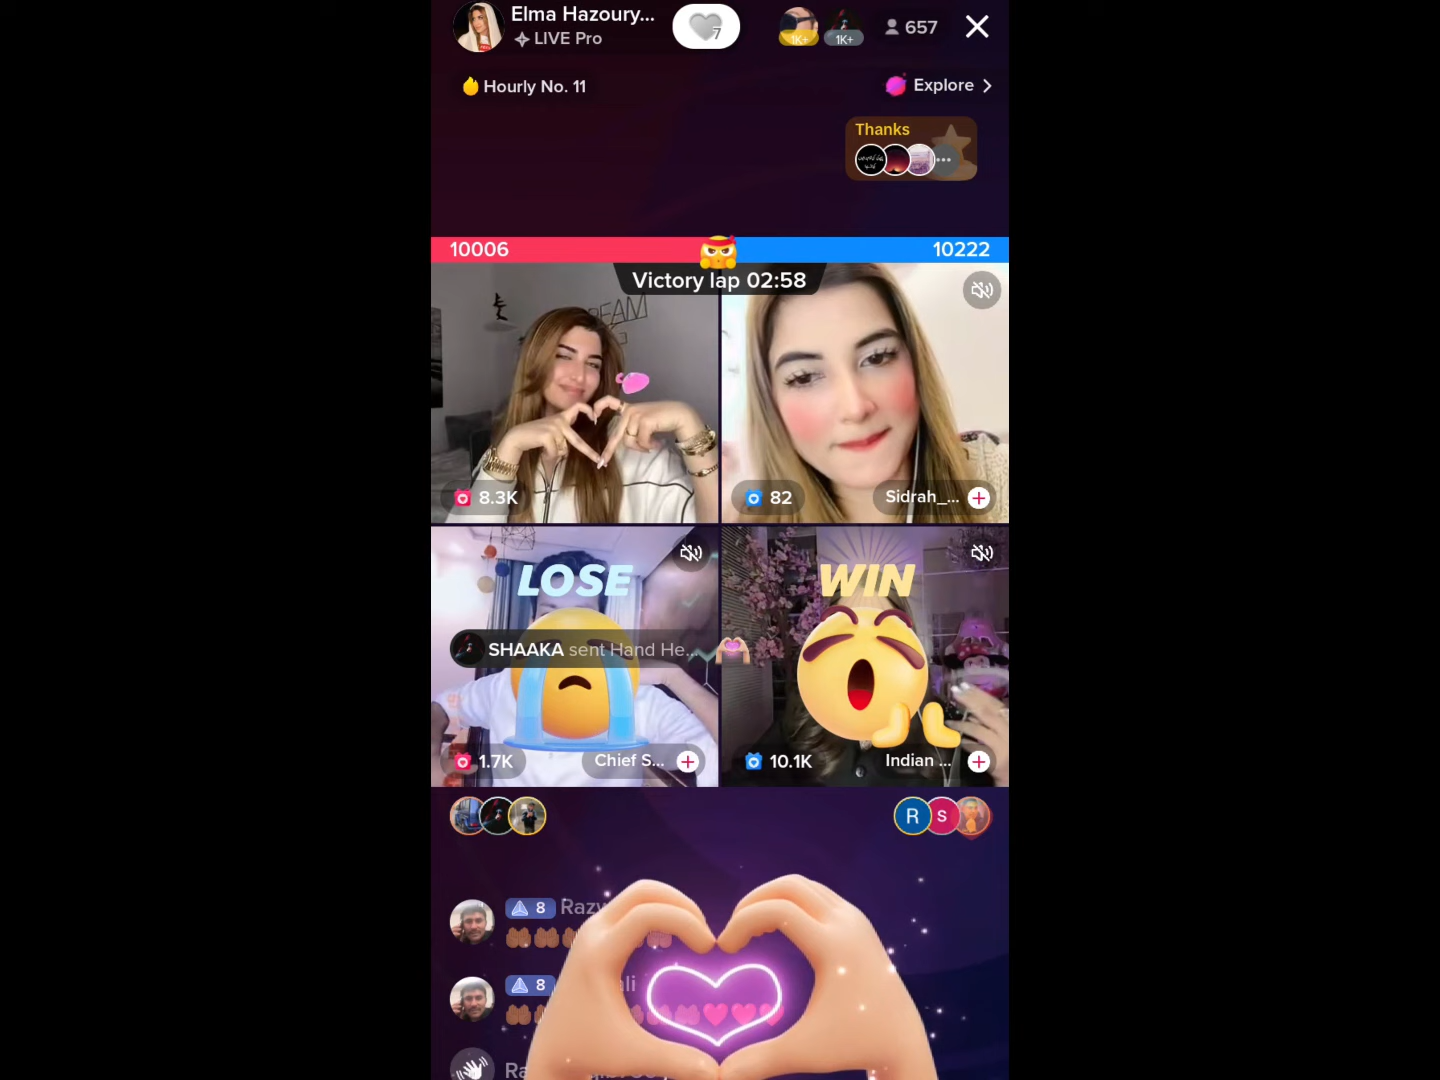 Elma Hazoury...
LIVE Pro
7
1K+
1K+
657
Hourly No. 11
Explore
Thanks
10006
10222
Victory lap 02:58
8.3K
82
Sidrah_...
LOSE
WIN
SHAAKA sent Hand He...
1.7K
Chief S...
10.1K
Indian ...
R
S
8
8